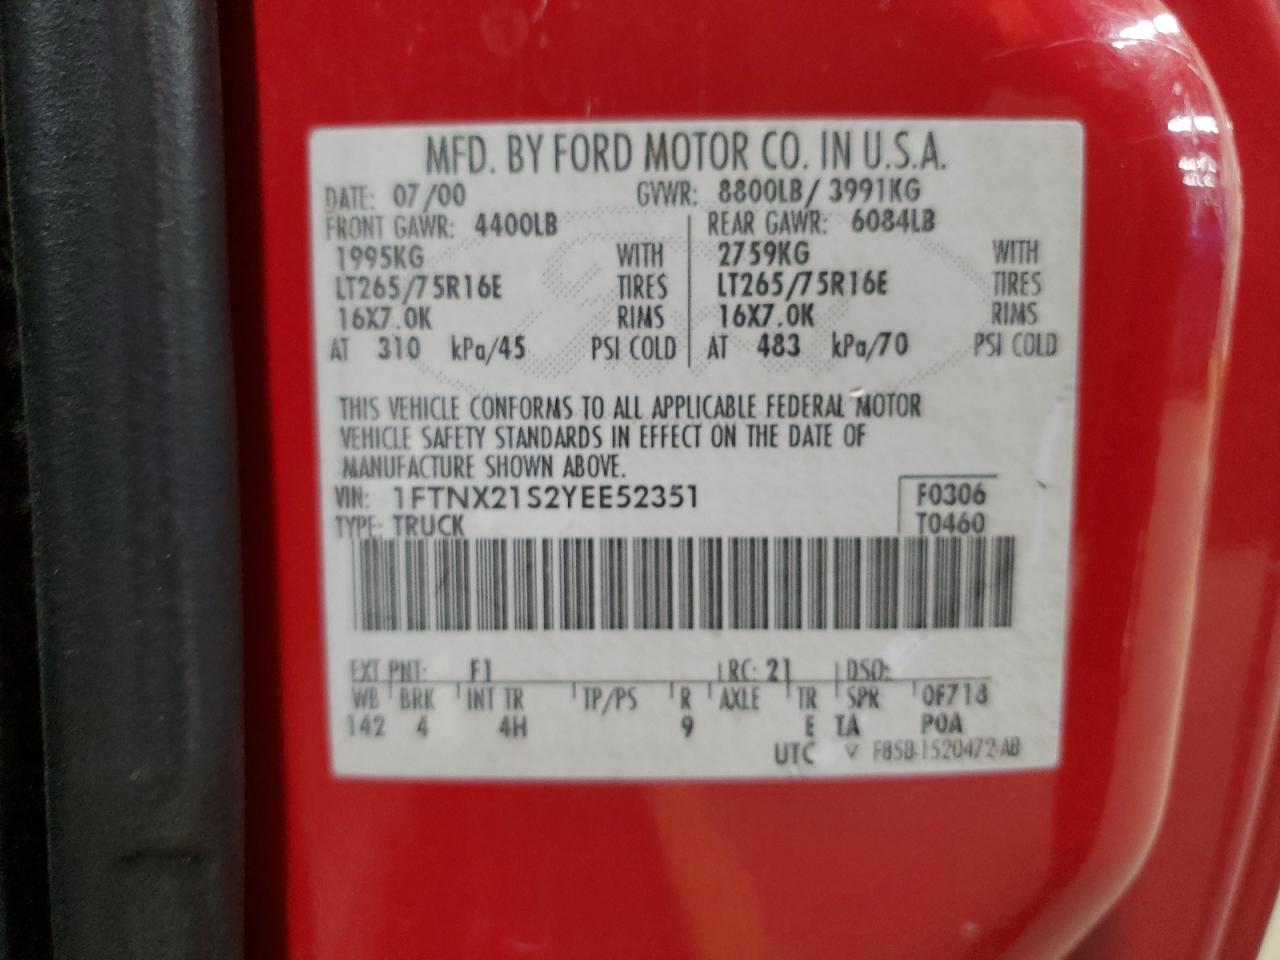 MFD. BY FORD MOTOR CO. IN U.S.A.
DATE: 07/00 GVWR: 8800LB/ 3991KG
FRONT GAWR: 4400LB REAR GAWR: 6084LB
1995KG WITH 2759KG WITH
LT265/75R16E TIRES LT265/75R16E TIRES
16X7.0K RIMS 16X7.0K RIMS
AT 310 kPa/45 PSI COLD AT 483 kPa/70 PSI COLD
THIS VEHICLE CONFORMS TO ALL APPLICABLE FEDERAL MOTOR
VEHICLE SAFETY STANDARDS IN EFFECT ON THE DATE OF
MANUFACTURE SHOWN ABOVE.
VIN: 1FTNX21S2YEE52351 F0306
TYPE: TRUCK T0460
EXT PNT: F1 RC: 21 DSO:
WB BRK INT TR TP/PS R AXLE TR SPR 0F718
142 4 4H 9 E IA POA
UTC F85B-1520472-AB